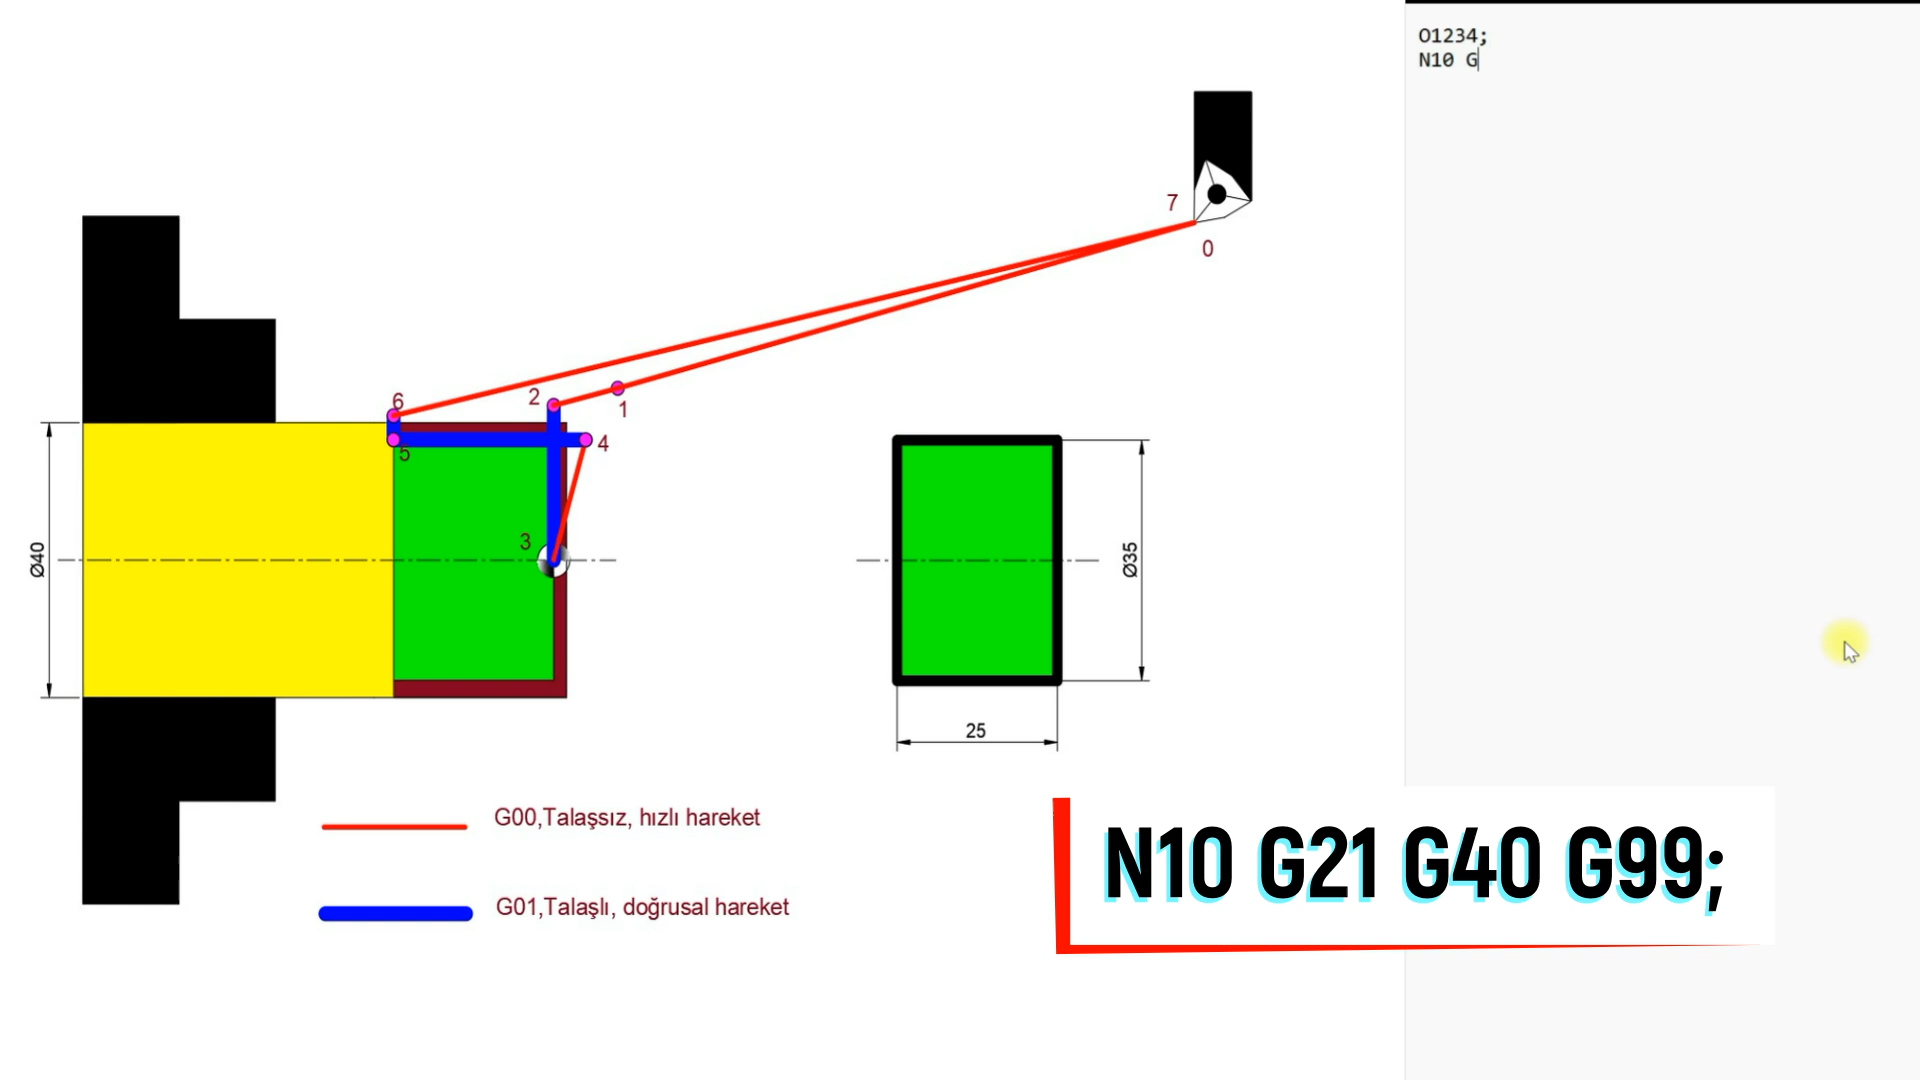 O1234;
N10 G
7
0
6
2
1
5
4
3
Ø40
Ø35
25
G00,Talaşsız, hızlı hareket
G01,Talaşlı, doğrusal hareket
N10 G21 G40 G99;